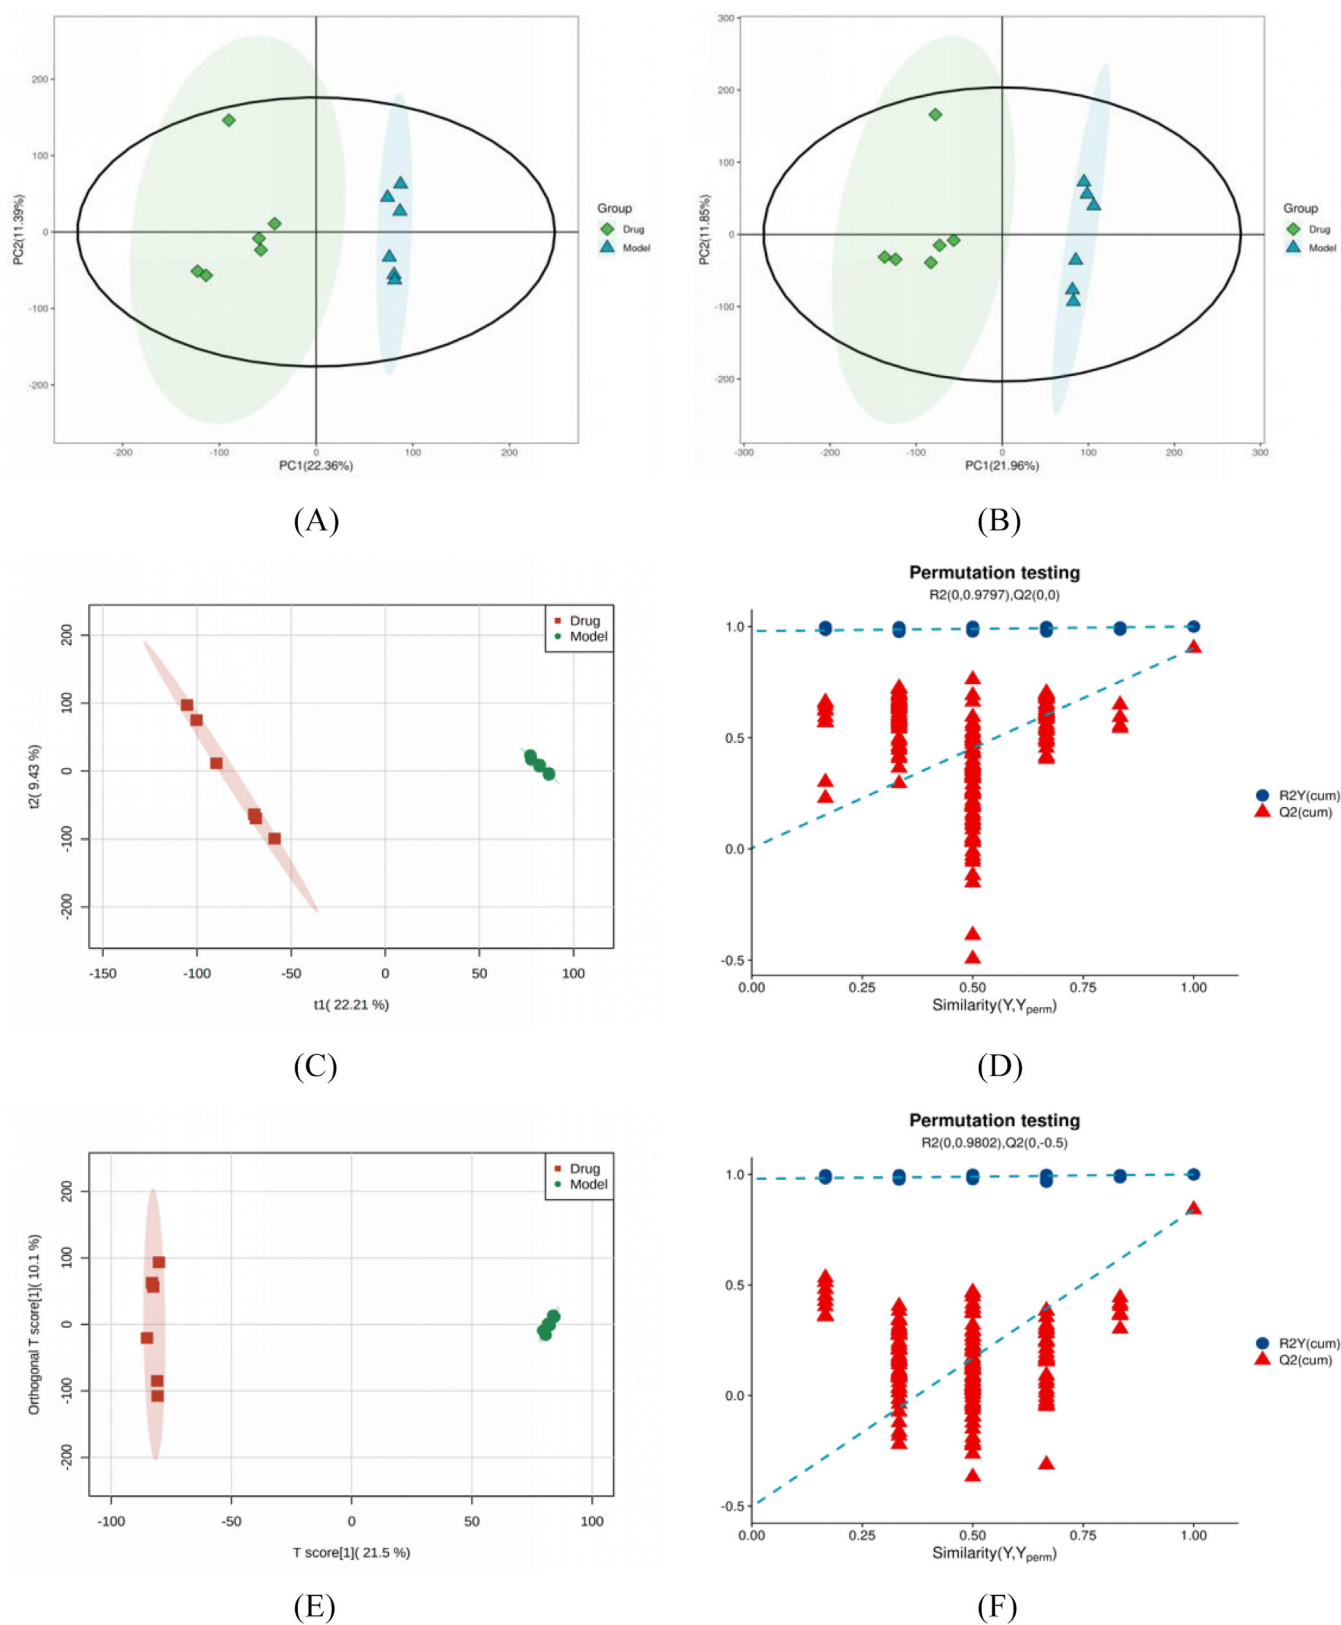 200
100
0
-100
-200
PC2(11.39%)
-200
-100
0
100
200
PC1(22.36%)
Group
Drug
Model
(A)
300
200
100
0
-100
-200
PC2(11.85%)
-300
-200
-100
0
100
200
300
PC1(21.96%)
Group
Drug
Model
(B)
Drug
Model
200
100
0
-100
-200
t2( 9.43 %)
-150
-100
-50
0
50
100
t1( 22.21 %)
(C)
Permutation testing
R2(0,0.9797),Q2(0,0)
1.0
0.5
0.0
-0.5
0.00
0.25
0.50
0.75
1.00
Similarity(Y,Yperm)
R2Y(cum)
Q2(cum)
(D)
Drug
Model
200
100
0
-100
-200
Orthogonal T score[1]( 10.1 %)
-100
-50
0
50
100
T score[1]( 21.5 %)
(E)
Permutation testing
R2(0,0.9802),Q2(0,-0.5)
1.0
0.5
0.0
-0.5
0.00
0.25
0.50
0.75
1.00
Similarity(Y,Yperm)
R2Y(cum)
Q2(cum)
(F)